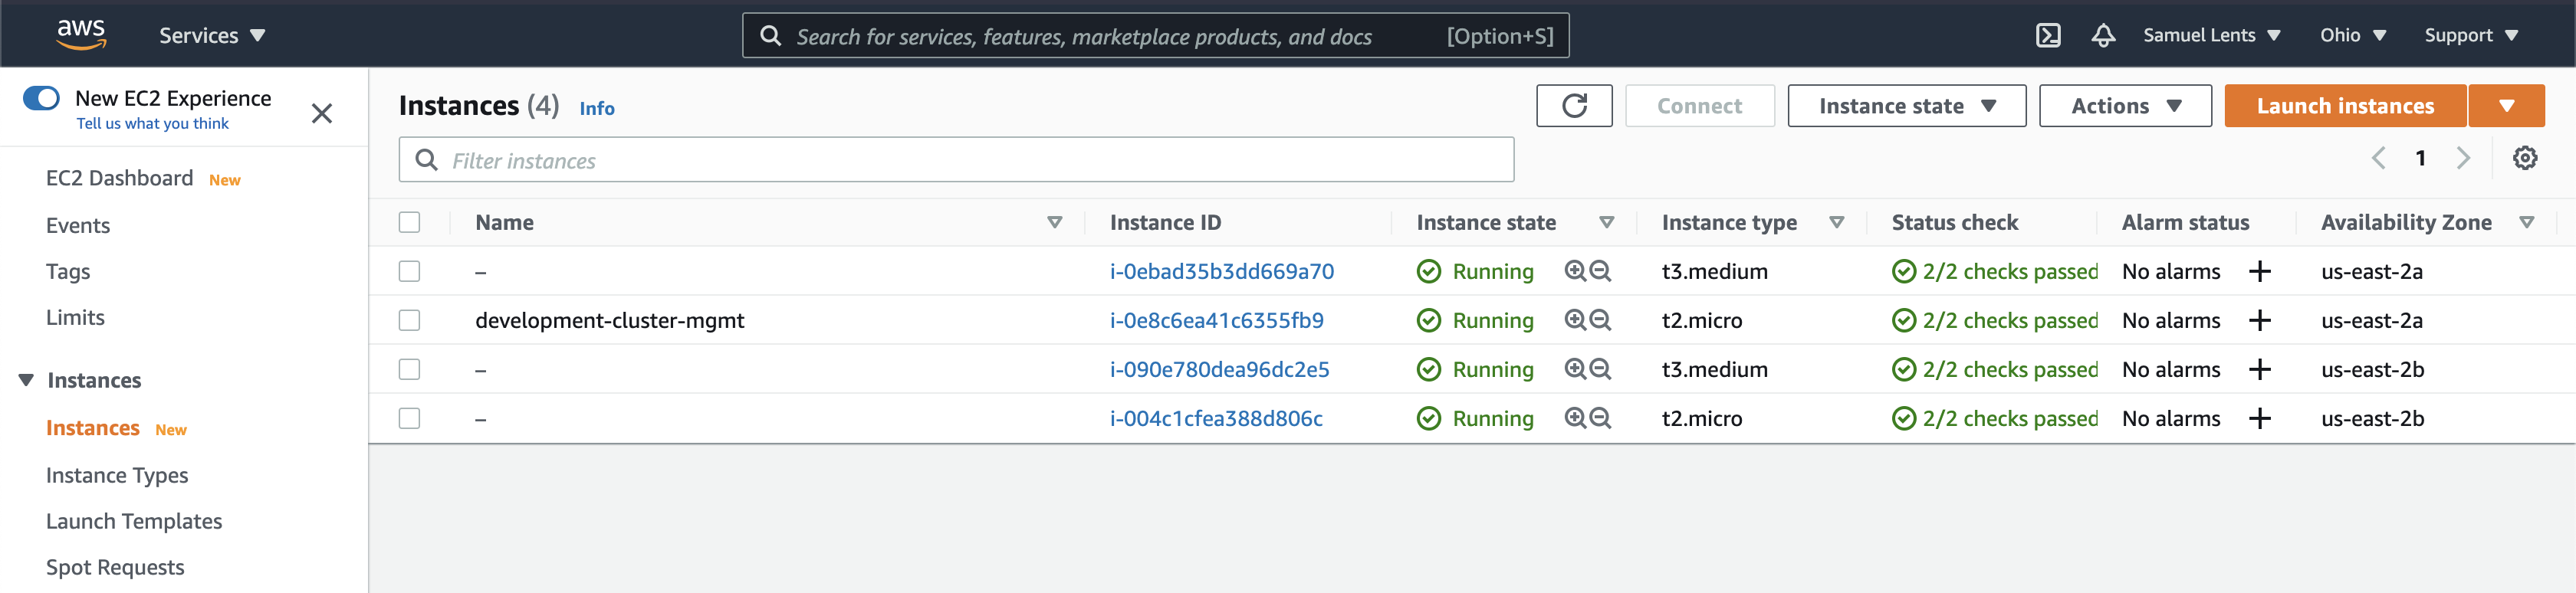 aws Services Search for services, features, marketplace products, and docs [Option+S] Samuel Lents Ohio Support
New EC2 Experience
Tell us what you think
EC2 Dashboard New
Events
Tags
Limits
Instances
Instances New
Instance Types
Launch Templates
Spot Requests
Instances (4) Info Connect Instance state Actions Launch instances
Filter instances 1
Name Instance ID Instance state Instance type Status check Alarm status Availability Zone
– i-0ebad35b3dd669a70 Running t3.medium 2/2 checks passed No alarms + us-east-2a
development-cluster-mgmt i-0e8c6ea41c6355fb9 Running t2.micro 2/2 checks passed No alarms + us-east-2a
– i-090e780dea96dc2e5 Running t3.medium 2/2 checks passed No alarms + us-east-2b
– i-004c1cfea388d806c Running t2.micro 2/2 checks passed No alarms + us-east-2b